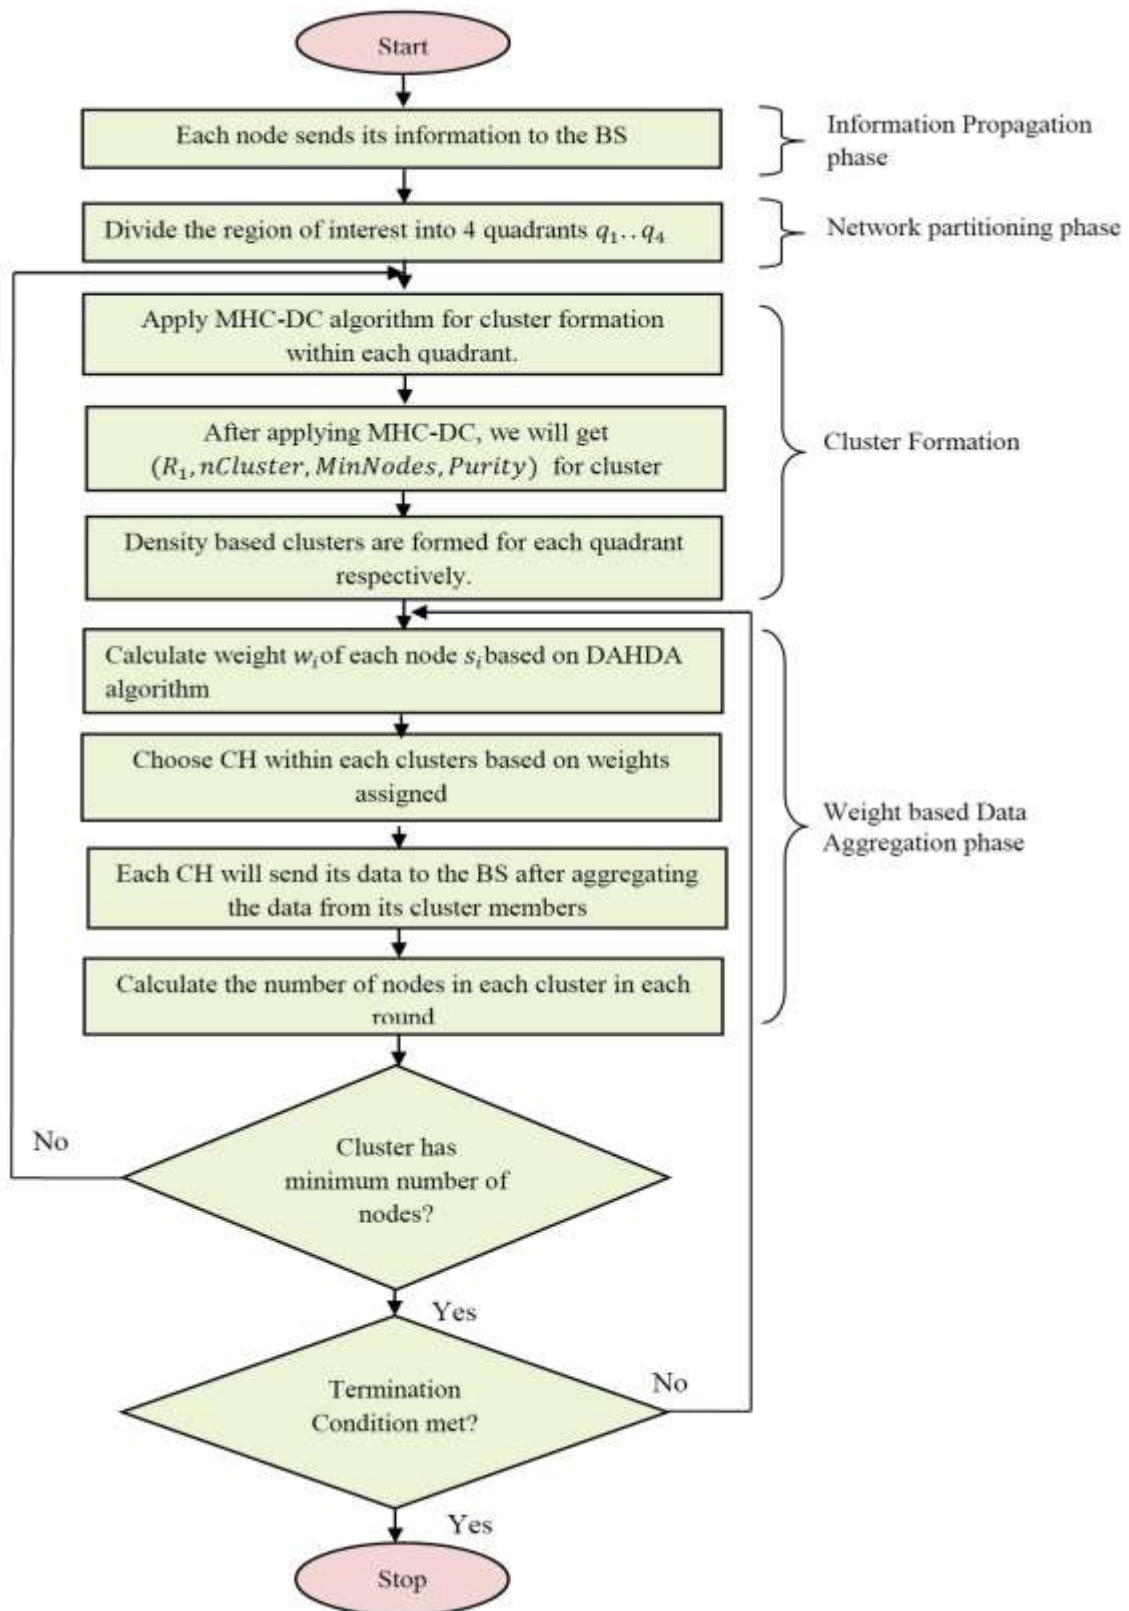 Start
Each node sends its information to the BS
Information Propagation
phase
Divide the region of interest into 4 quadrants q₁..q₄
Network partitioning phase
Apply MHC-DC algorithm for cluster formation
within each quadrant.
After applying MHC-DC, we will get
(R₁, nCluster, MinNodes, Purity) for cluster
Cluster Formation
Density based clusters are formed for each quadrant
respectively.
Calculate weight wᵢ of each node sᵢ based on DAHDA
algorithm
Choose CH within each clusters based on weights
assigned
Weight based Data
Aggregation phase
Each CH will send its data to the BS after aggregating
the data from its cluster members
Calculate the number of nodes in each cluster in each
round
No
Cluster has
minimum number of
nodes?
Yes
Termination
Condition met?
No
Yes
Stop